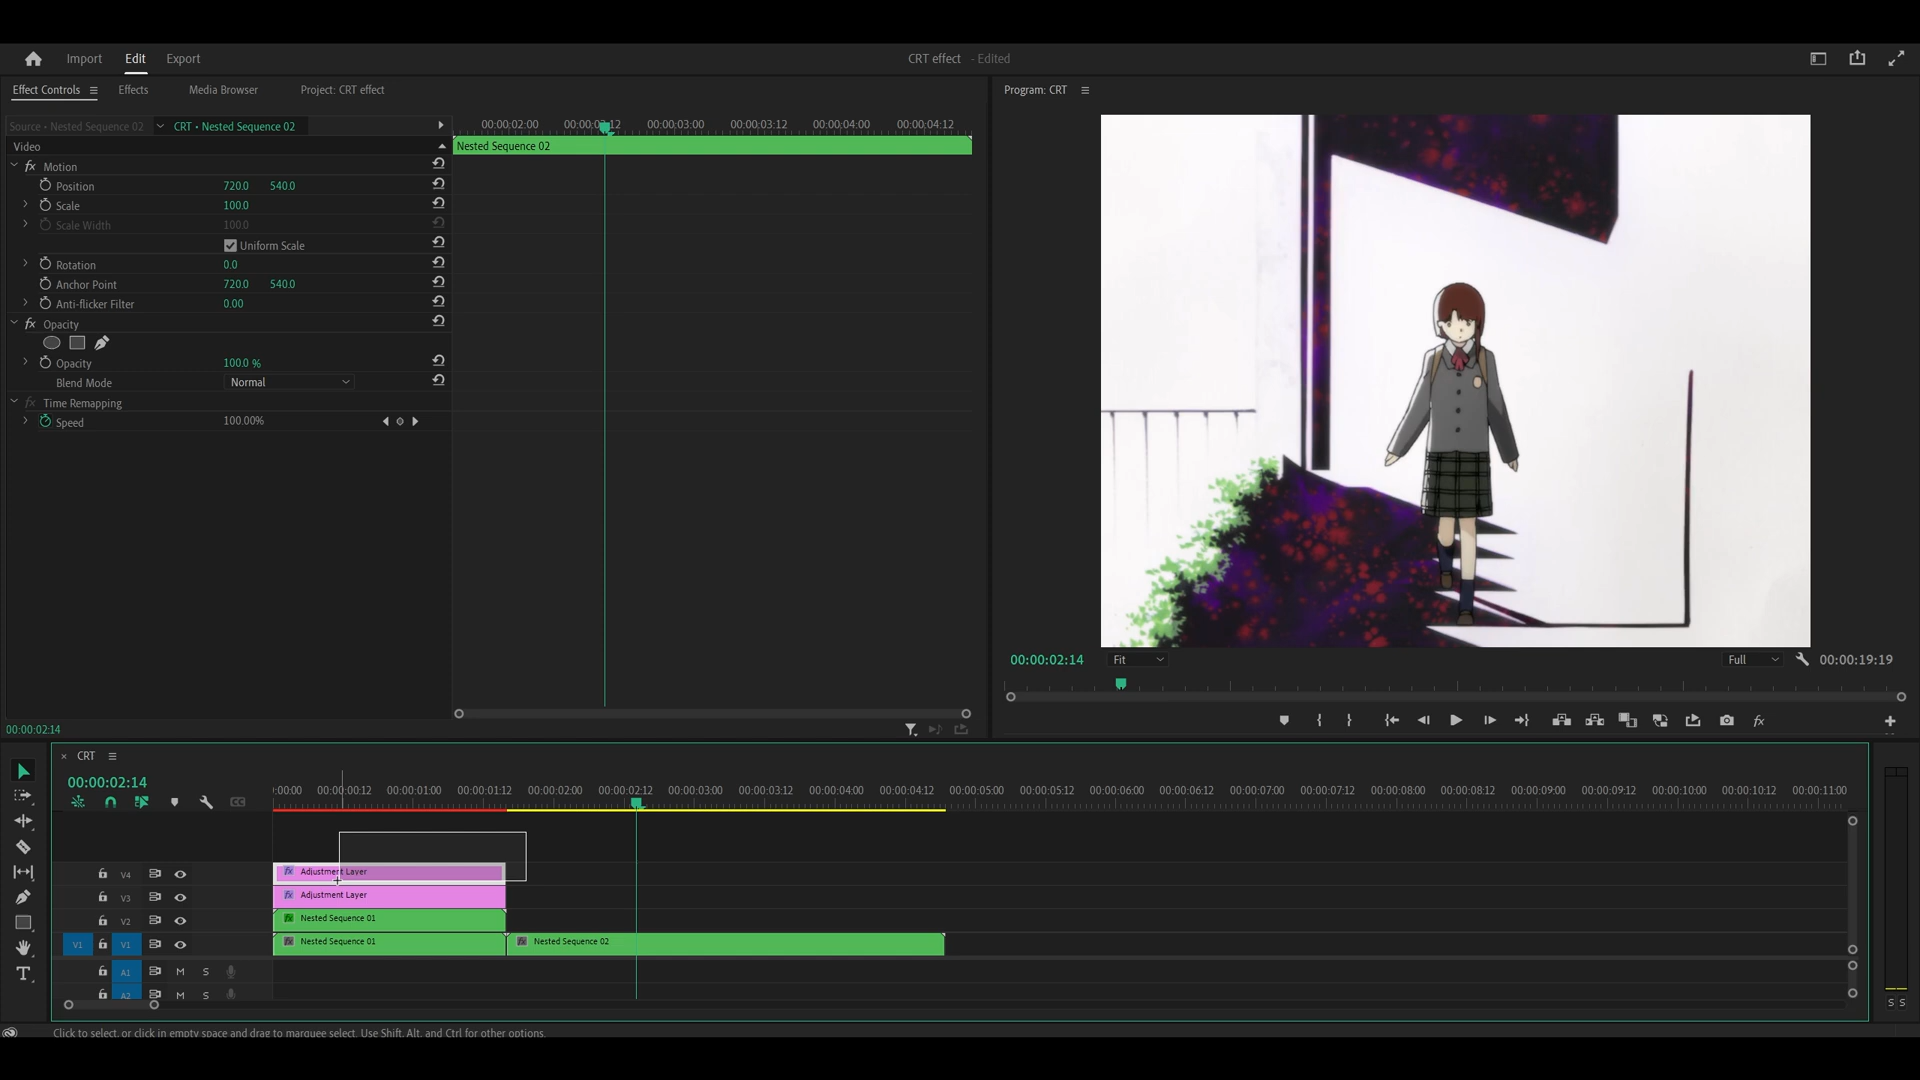 Import Edit Export CRT effect - Edited
Effect Controls Effects Media Browser Project: CRT effect Program: CRT
Source • Nested Sequence 02 CRT • Nested Sequence 02 00:00:02:00 00:00:03:00 00:00:03:12 00:00:04:00 00:00:04:12
Video Nested Sequence 02
fx Motion
Position 720.0 540.0
Scale 100.0
Scale Width 100.0
Uniform Scale
Rotation 0.0
Anchor Point 720.0 540.0
Anti-flicker Filter 0.00
fx Opacity
Opacity 100.0 %
Blend Mode Normal
fx Time Remapping
Speed 100.00%
00:00:02:14 Fit Full 00:00:19:19
00:00:02:14
fx
× CRT
00:00:02:14
:00:00 00:00:00:12 00:00:01:00 00:00:01:12 00:00:02:00 00:00:02:12 00:00:03:00 00:00:03:12 00:00:04:00 00:00:04:12 00:00:05:00 00:00:05:12 00:00:06:00 00:00:06:12 00:00:07:00 00:00:07:12 00:00:08:00 00:00:08:12 00:00:09:00 00:00:09:12 00:00:10:00 00:00:10:12 00:00:11:00
CC
V4 fx Adjustment Layer
V3 fx Adjustment Layer
V2 fx Nested Sequence 01
V1 V1 fx Nested Sequence 01 fx Nested Sequence 02
A1 M S
A2 M S
S S
Click to select, or click in empty space and drag to marquee select. Use Shift, Alt, and Ctrl for other options.